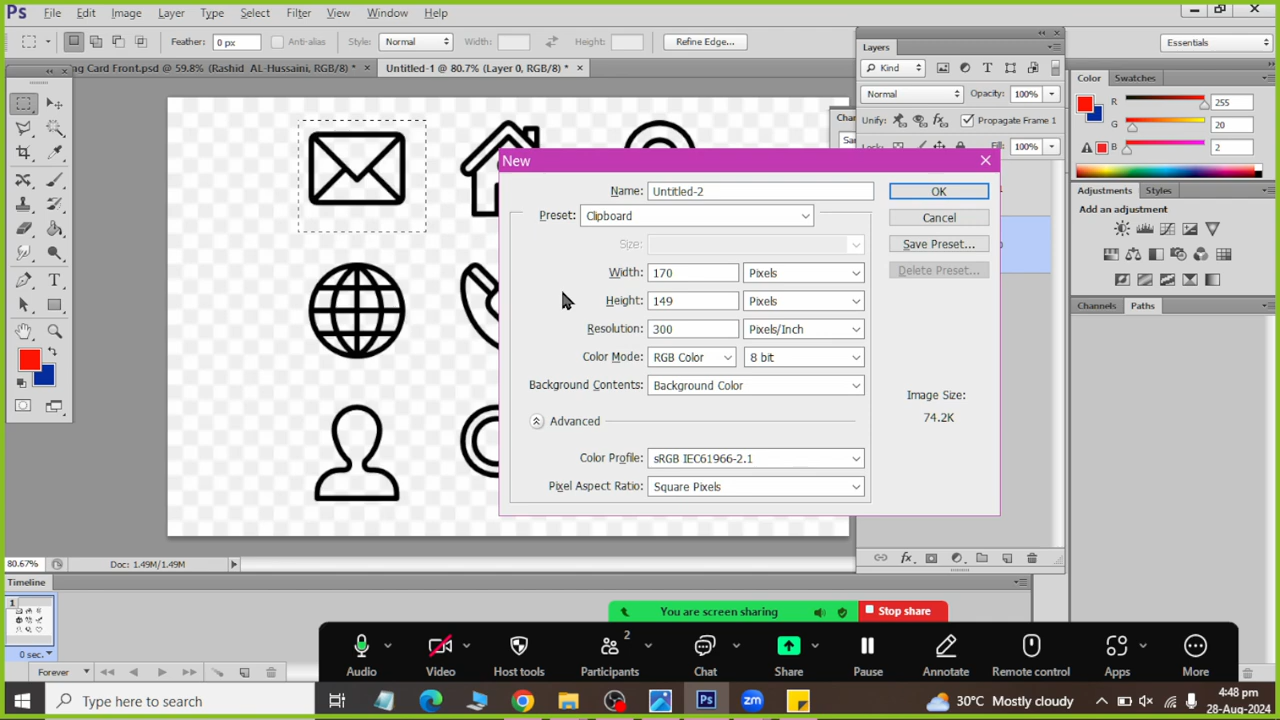 Ps File Edit Image Layer Type Select Filter View Window Help
Feather: 0 px Anti-alias Style: Normal Width: Height: Refine Edge... Essentials
ag Card Front.psd @ 59.8% (Rashid AL-Hussaini, RGB/8) * × Untitled-1 @ 80.7% (Layer 0, RGB/8) * ×
Layers
Kind
Normal Opacity: 100%
Unify: Propagate Frame 1
Lock: 100%
Color Swatches
R 255
G 20
B 2
Adjustments Styles
Add an adjustment
Channels Paths
New
Name: Untitled-2 OK
Preset: Clipboard Cancel
Size: Save Preset...
Width: 170 Pixels Delete Preset...
Height: 149 Pixels
Resolution: 300 Pixels/Inch
Color Mode: RGB Color 8 bit
Background Contents: Background Color
Image Size:
74.2K
Advanced
Color Profile: sRGB IEC61966-2.1
Pixel Aspect Ratio: Square Pixels
80.67% Doc: 1.49M/1.49M
Timeline
1
0 sec.
Forever
You are screen sharing Stop share
2
Audio Video Host tools Participants Chat Share Pause Annotate Remote control Apps More
Type here to search
Ps zm
30°C Mostly cloudy
4:48 pm
28-Aug-2024